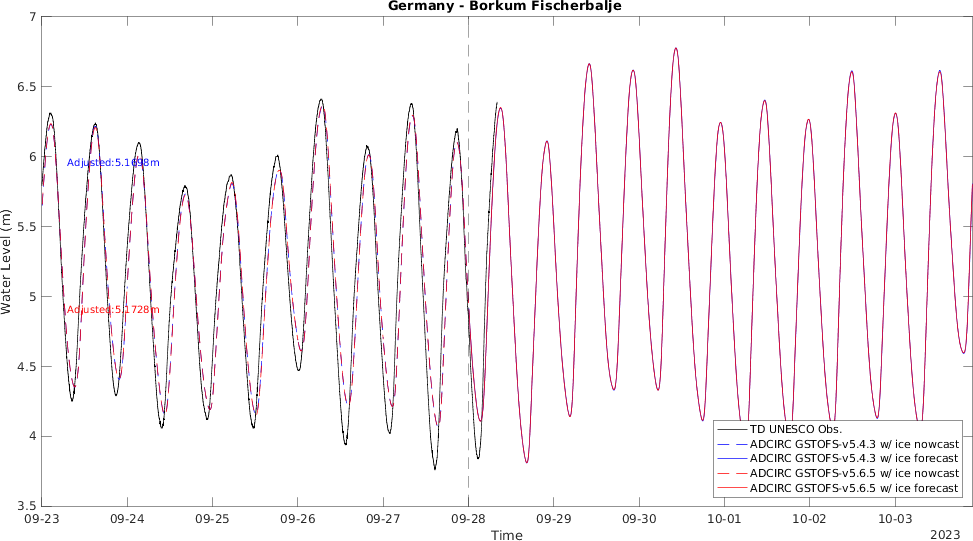 Germany - Borkum Fischerbalje
7
6.5
6
5.5
5
4.5
4
3.5
Water Level (m)
Adjusted:5.1698m
Adjusted:5.1728m
TD UNESCO Obs.
ADCIRC GSTOFS-v5.4.3 w/ ice nowcast
ADCIRC GSTOFS-v5.4.3 w/ ice forecast
ADCIRC GSTOFS-v5.6.5 w/ ice nowcast
ADCIRC GSTOFS-v5.6.5 w/ ice forecast
09-23 09-24 09-25 09-26 09-27 09-28 09-29 09-30 10-01 10-02 10-03
Time
2023